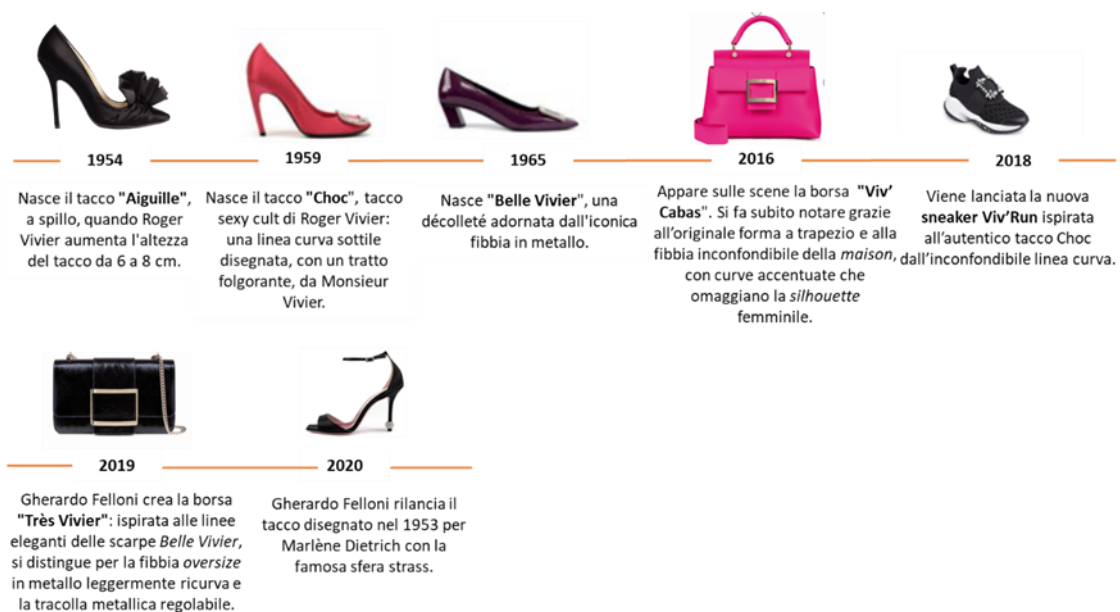 1954
Nasce il tacco "Aiguille",
a spillo, quando Roger
Vivier aumenta l'altezza
del tacco da 6 a 8 cm.
1959
Nasce il tacco "Choc", tacco
sexy cult di Roger Vivier:
una linea curva sottile
disegnata, con un tratto
folgorante, da Monsieur
Vivier.
1965
Nasce "Belle Vivier", una
décolleté adornata dall'iconica
fibbia in metallo.
2016
Appare sulle scene la borsa "Viv'
Cabas". Si fa subito notare grazie
all'originale forma a trapezio e alla
fibbia inconfondibile della maison,
con curve accentuate che
omaggiano la silhouette
femminile.
2018
Viene lanciata la nuova
sneaker Viv'Run ispirata
all'autentico tacco Choc
dall'inconfondibile linea curva.
2019
Gherardo Felloni crea la borsa
"Très Vivier": ispirata alle linee
eleganti delle scarpe Belle Vivier,
si distingue per la fibbia oversize
in metallo leggermente ricurva e
la tracolla metallica regolabile.
2020
Gherardo Felloni rilancia il
tacco disegnato nel 1953 per
Marlène Dietrich con la
famosa sfera strass.